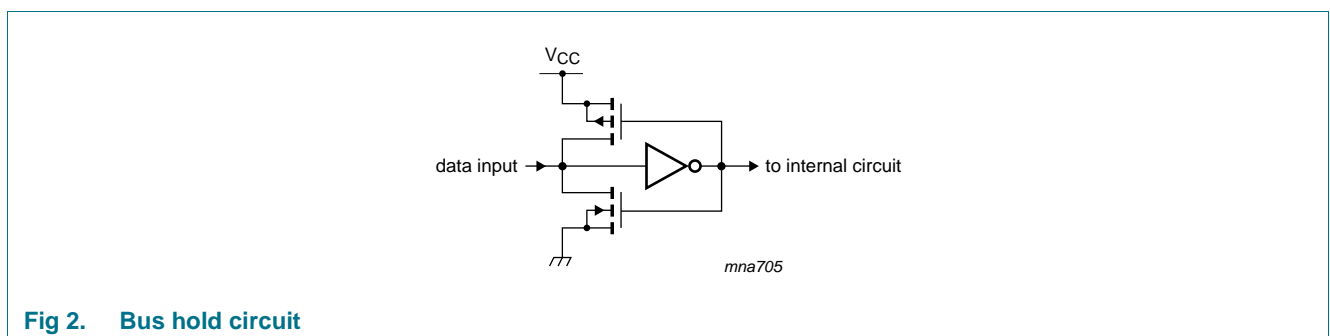 VCC
data input
to internal circuit
mna705
Fig 2. Bus hold circuit